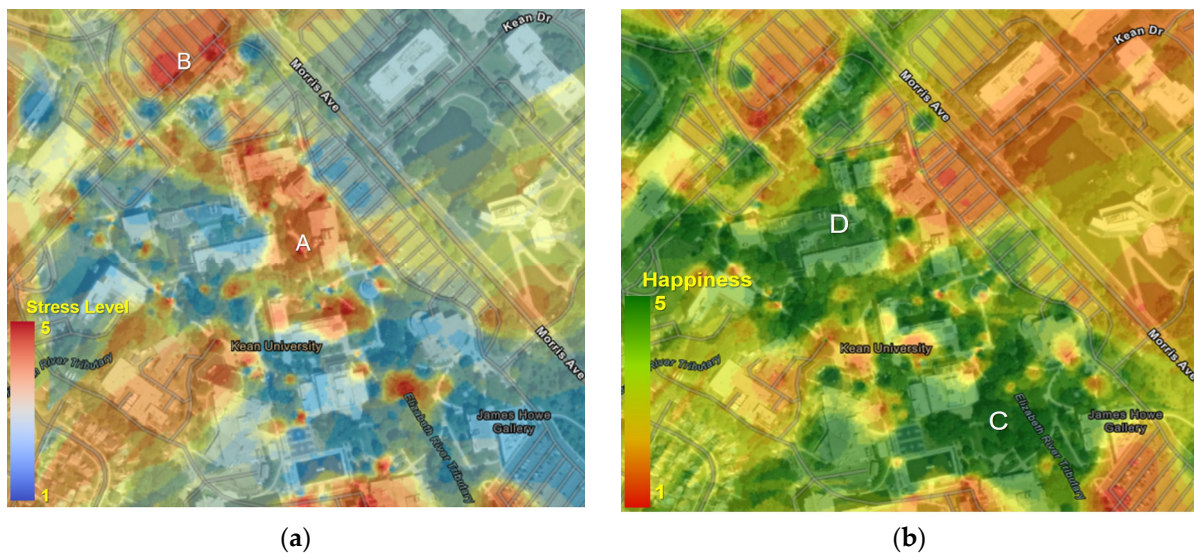 B
Morris Ave
Kean Dr
A
Stress Level
5
1
n River Tributary
Kean University
Morris Ave
Elizabeth River Tributary
James Howe
Gallery
(a)
Kean Dr
Morris Ave
D
Happiness
5
1
River Tributary
Kean University
Morris Ave
C
Elizabeth River Tributary
James Howe
Gallery
(b)